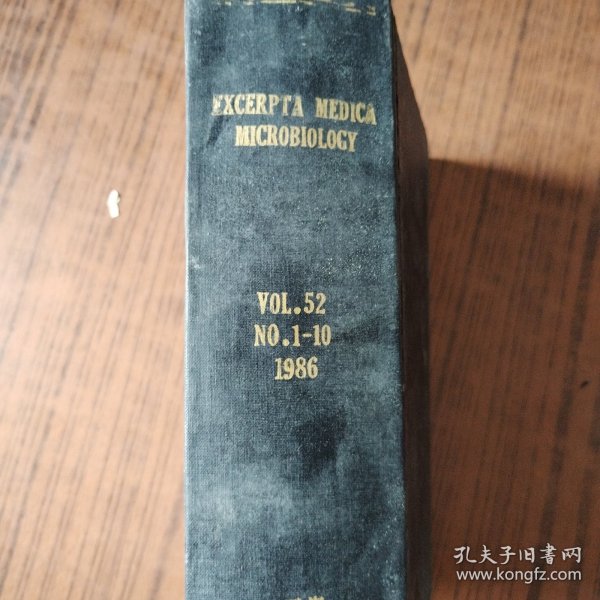 EXCERPTA MEDICA
MICROBIOLOGY
VOL.52
NO.1-10
1986
孔夫子旧书网
www.kongfz.com